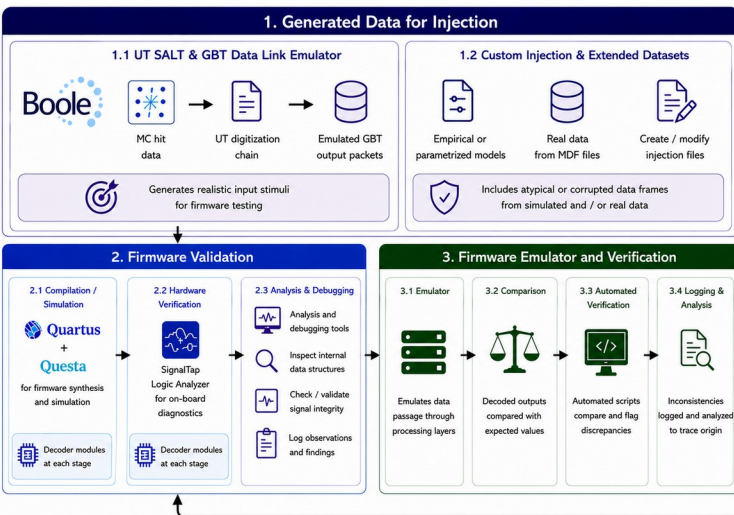 1. Generated Data for Injection
1.1 UT SALT & GBT Data Link Emulator
Boole
MC hit
data
UT digitization
chain
Emulated GBT
output packets
Generates realistic input stimuli
for firmware testing
1.2 Custom Injection & Extended Datasets
Empirical or
parametrized models
Real data
from MDF files
Create / modify
injection files
Includes atypical or corrupted data frames
from simulated and / or real data
2. Firmware Validation
2.1 Compilation /
Simulation
Quartus
+
Questa
for firmware synthesis
and simulation
Decoder modules
at each stage
2.2 Hardware
Verification
SignalTap
Logic Analyzer
for on-board
diagnostics
Decoder modules
at each stage
2.3 Analysis & Debugging
Analysis and
debugging tools
Inspect internal
data structures
Check / validate
signal integrity
Log observations
and findings
3. Firmware Emulator and Verification
3.1 Emulator
Emulates data
passage through
processing layers
3.2 Comparison
Decoded outputs
compared with
expected values
3.3 Automated
Verification
</>
Automated scripts
compare and flag
discrepancies
3.4 Logging &
Analysis
Inconsistencies
logged and analyzed
to trace origin